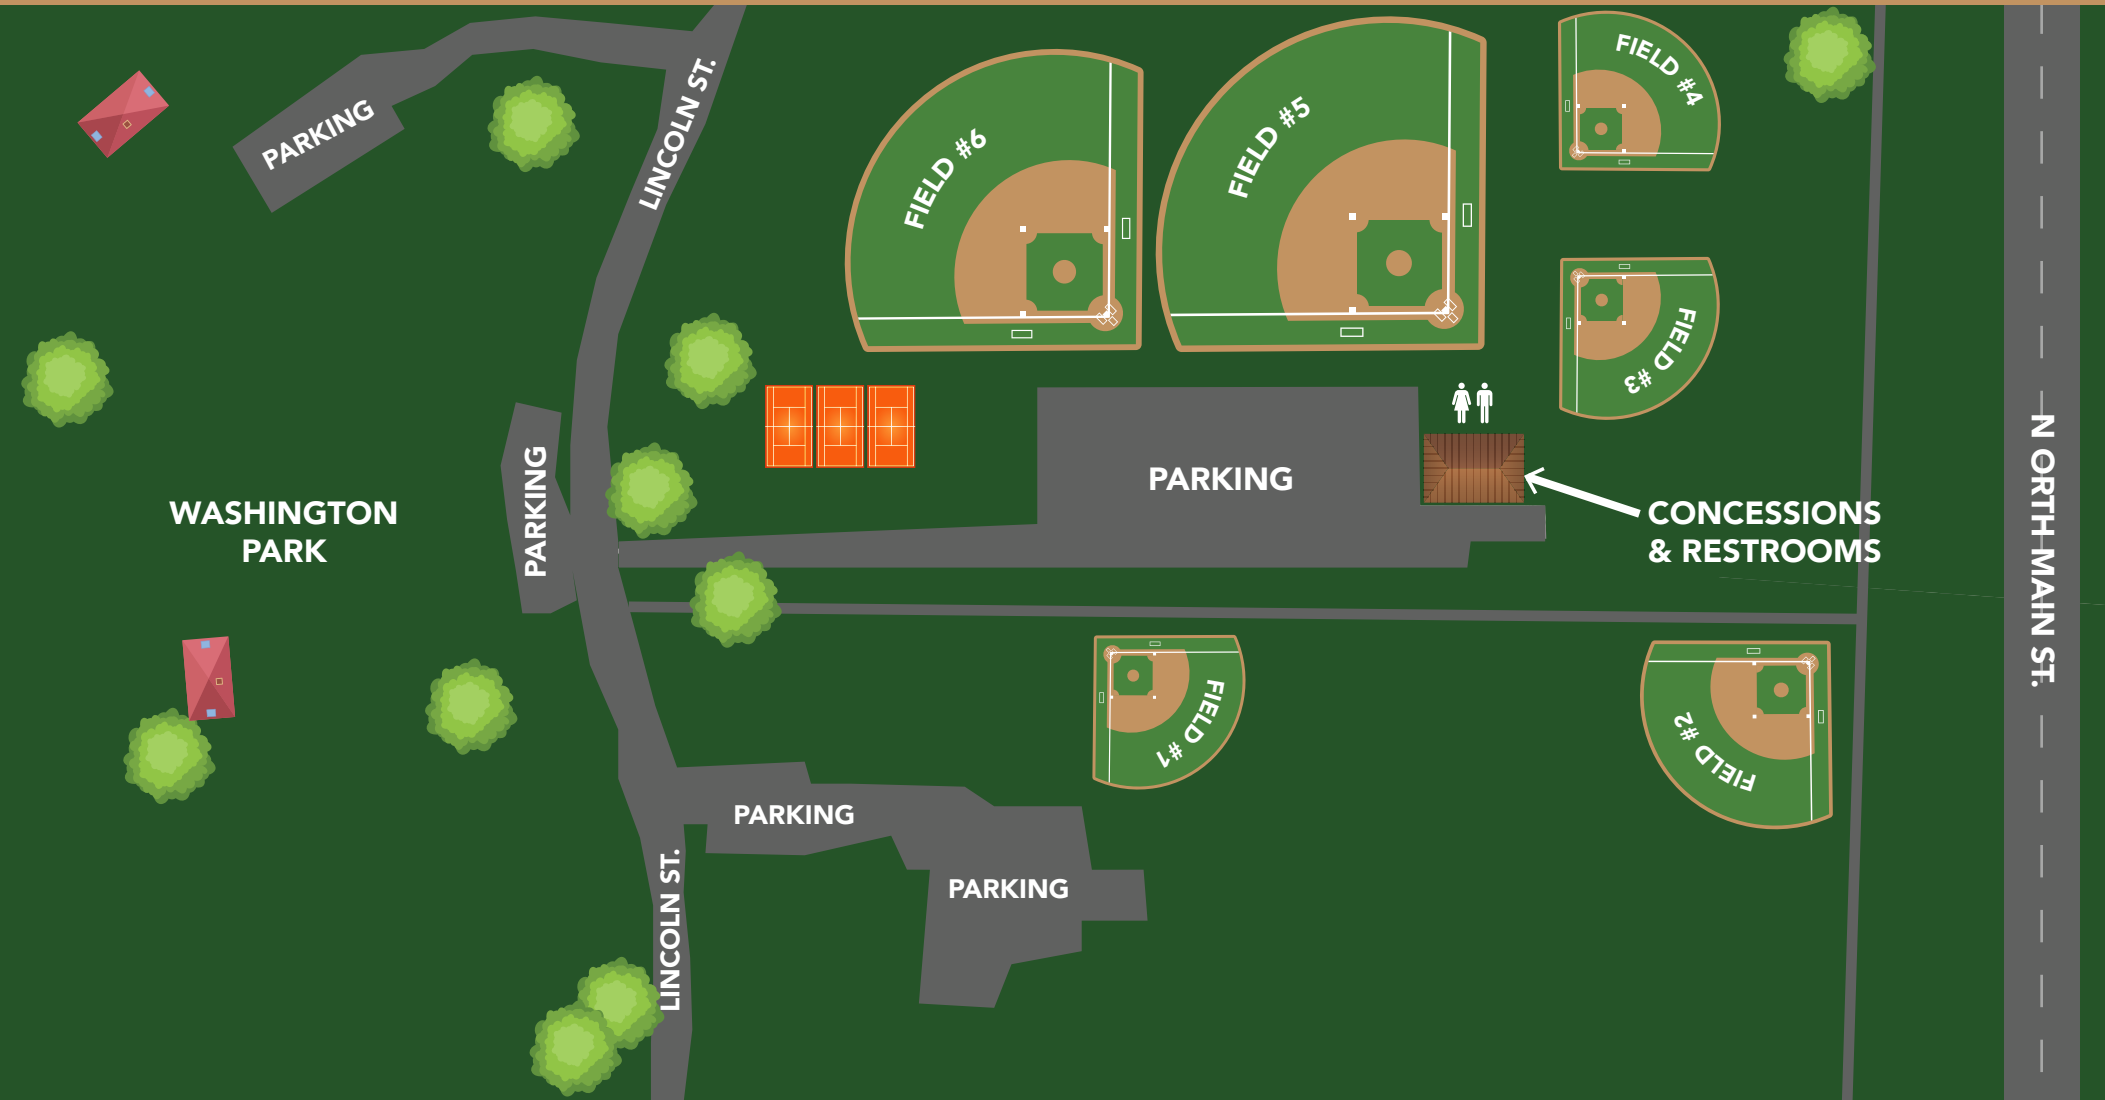 FIELD #4
LINCOLN ST.
PARKING
FIELD #6
FIELD #5
FIELD #3
PARKING
PARKING
WASHINGTON
PARK
CONCESSIONS
& RESTROOMS
N NORTH MAIN ST.
FIELD #1
FIELD #2
PARKING
PARKING
LINCOLN ST.